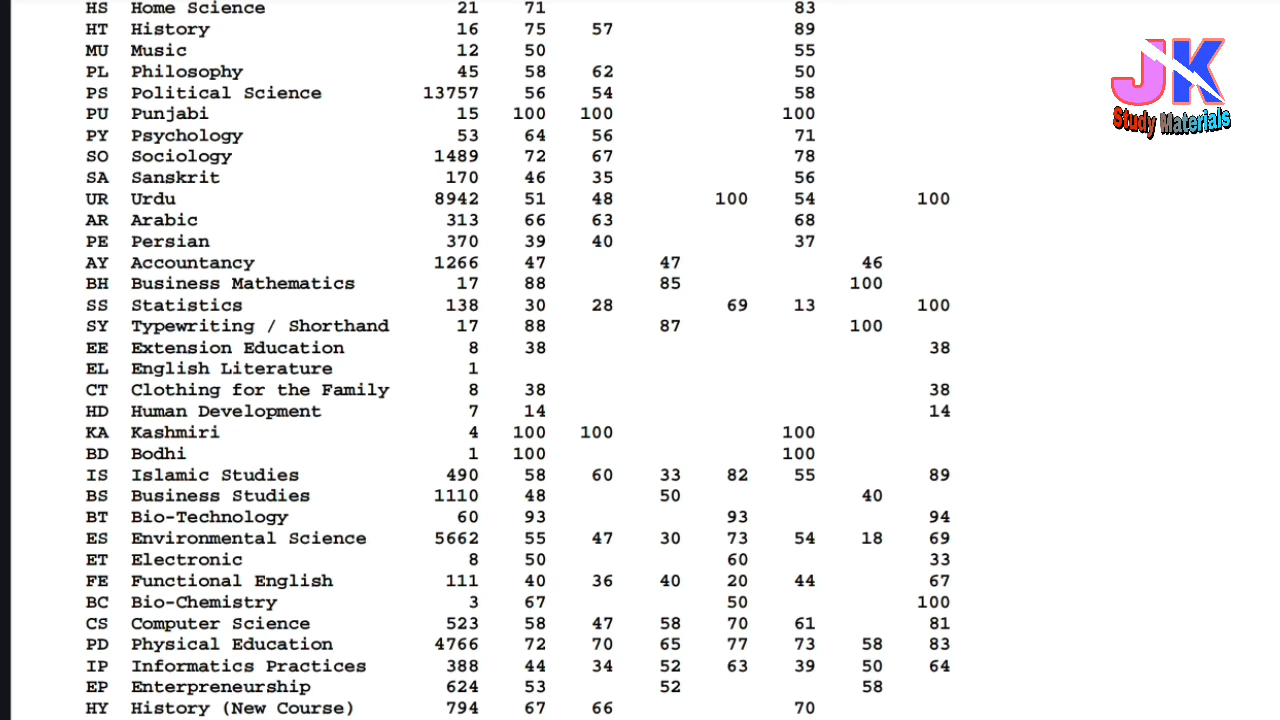 HS Home Science 21 71 83
HT History 16 75 57 89
MU Music 12 50 55
PL Philosophy 45 58 62 50
PS Political Science 13757 56 54 58
PU Punjabi 15 100 100 100
PY Psychology 53 64 56 71
SO Sociology 1489 72 67 78
SA Sanskrit 170 46 35 56
UR Urdu 8942 51 48 100 54 100
AR Arabic 313 66 63 68
PE Persian 370 39 40 37
AY Accountancy 1266 47 47 46
BH Business Mathematics 17 88 85 100
SS Statistics 138 30 28 69 13 100
SY Typewriting / Shorthand 17 88 87 100
EE Extension Education 8 38 38
EL English Literature 1
CT Clothing for the Family 8 38 38
HD Human Development 7 14 14
KA Kashmiri 4 100 100 100
BD Bodhi 1 100 100
IS Islamic Studies 490 58 60 33 82 55 89
BS Business Studies 1110 48 50 40
BT Bio-Technology 60 93 93 94
ES Environmental Science 5662 55 47 30 73 54 18 69
ET Electronic 8 50 60 33
FE Functional English 111 40 36 40 20 44 67
BC Bio-Chemistry 3 67 50 100
CS Computer Science 523 58 47 58 70 61 81
PD Physical Education 4766 72 70 65 77 73 58 83
IP Informatics Practices 388 44 34 52 63 39 50 64
EP Enterpreneurship 624 53 52 58
HY History (New Course) 794 67 66 70
JK
Study Materials